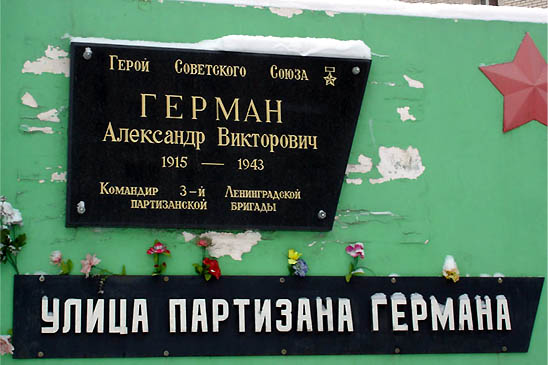 Герой Советского Союза
ГЕРМАН
Александр Викторович
1915 — 1943
Командир 3-й Ленинградской
партизанской бригады
УЛИЦА ПАРТИЗАНА ГЕРМАНА